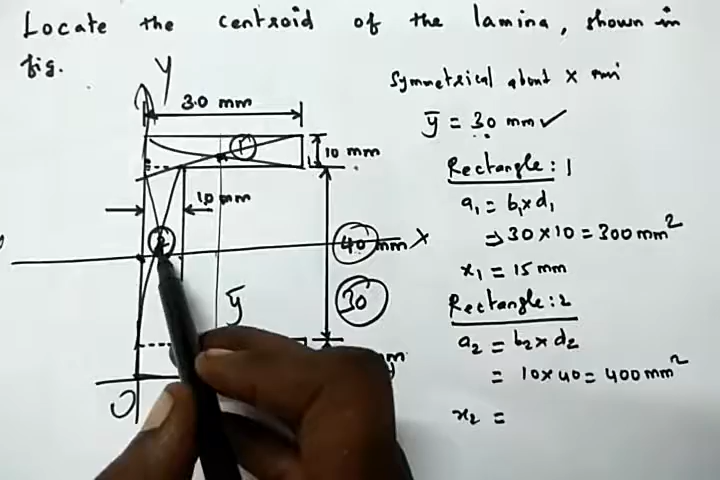 Locate the centroid of the lamina, shown in
fig.
Y
30 mm
1
10 mm
10 mm
2
40 mm
X
30
ȳ
O
Symmetrical about X
ȳ = 30 mm ✓
Rectangle: 1
a₁ = b₁×d₁
⇒ 30×10 = 300 mm²
x₁ = 15 mm
Rectangle: 2
a₂ = b₂×d₂
= 10×40 = 400 mm²
x₂ =